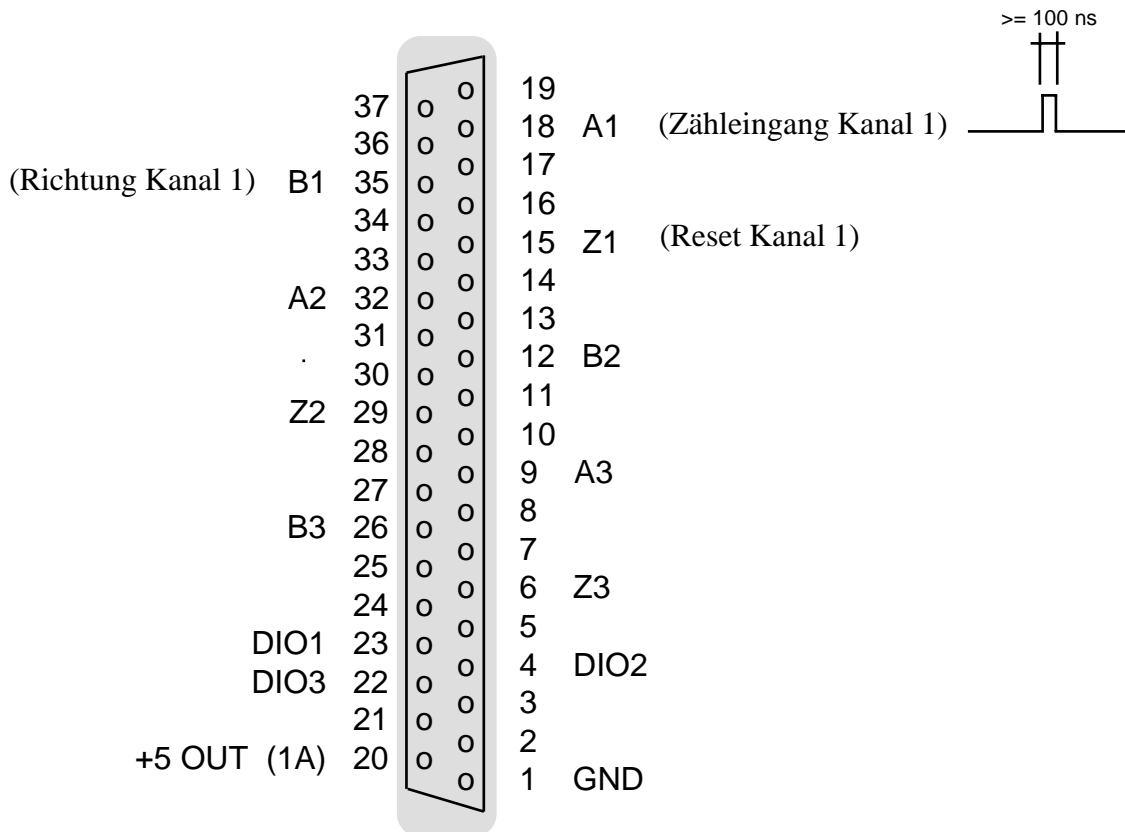 >= 100 ns
19
37
18 A1 (Zähleingang Kanal 1)
36
17
(Richtung Kanal 1) B1 35
16
34
15 Z1 (Reset Kanal 1)
33
14
A2 32
13
31
12 B2
.
30
11
Z2 29
10
28
9 A3
27
8
B3 26
7
25
6 Z3
24
5
DIO1 23
4 DIO2
DIO3 22
3
21
2
+5 OUT (1A) 20
1 GND